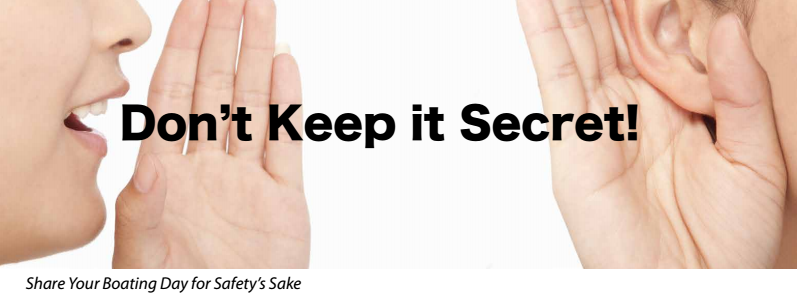 Don’t Keep it Secret!
Share Your Boating Day for Safety’s Sake